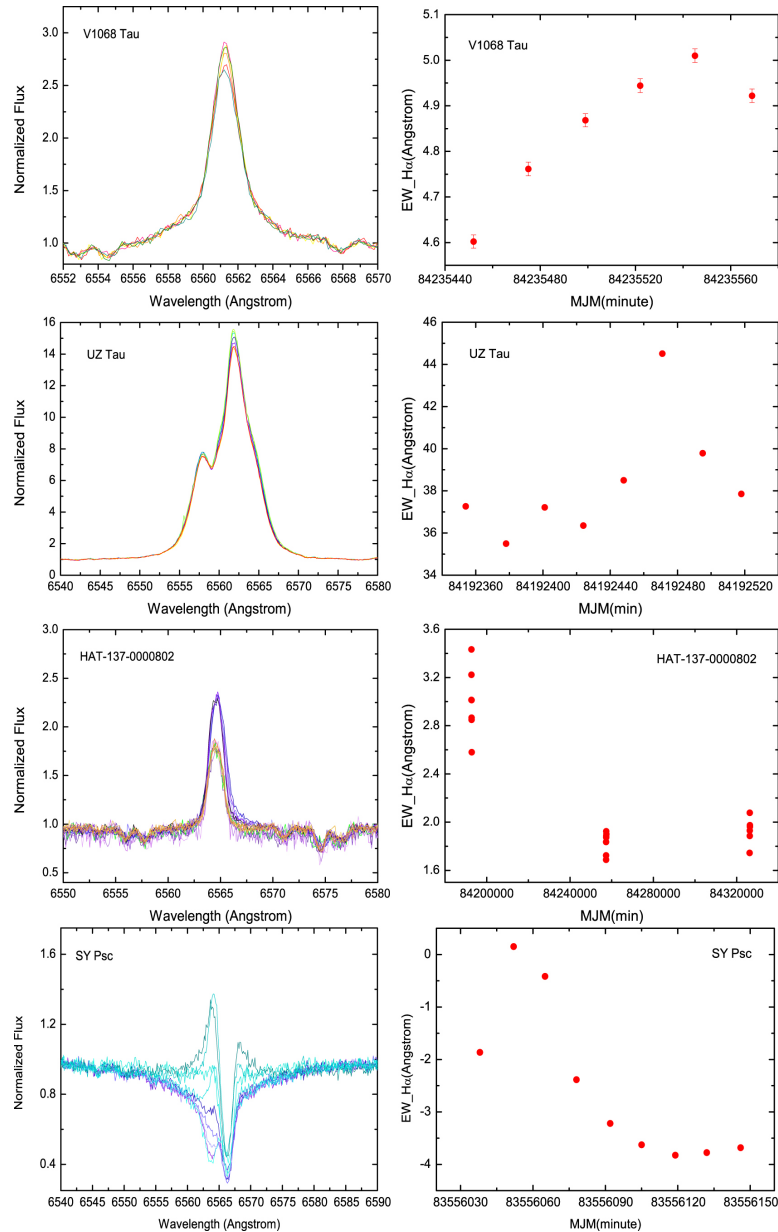 V1068 Tau
Normalized Flux
3.0
2.5
2.0
1.5
1.0
6552 6554 6556 6558 6560 6562 6564 6566 6568 6570
Wavelength (Angstrom)
V1068 Tau
EW_Hα(Angstrom)
5.1
5.0
4.9
4.8
4.7
4.6
84235440 84235480 84235520 84235560
MJM(minute)
UZ Tau
Normalized Flux
16
14
12
10
8
6
4
2
0
6540 6545 6550 6555 6560 6565 6570 6575 6580
Wavelength (Angstrom)
UZ Tau
EW_Hα(Angstrom)
46
44
42
40
38
36
34
84192360 84192400 84192440 84192480 84192520
MJM(min)
HAT-137-0000802
Normalized Flux
3.0
2.5
2.0
1.5
1.0
0.5
6550 6555 6560 6565 6570 6575 6580
Wavelength (Angstrom)
HAT-137-0000802
EW_Hα(Angstrom)
3.6
3.2
2.8
2.4
2.0
1.6
84200000 84240000 84280000 84320000
MJM(min)
SY Psc
Normalized Flux
1.6
1.2
0.8
0.4
6540 6545 6550 6555 6560 6565 6570 6575 6580 6585 6590
Wavelength (Angstrom)
SY Psc
EW_Hα(Angstrom)
0
-1
-2
-3
-4
83556030 83556060 83556090 83556120 83556150
MJM(minute)